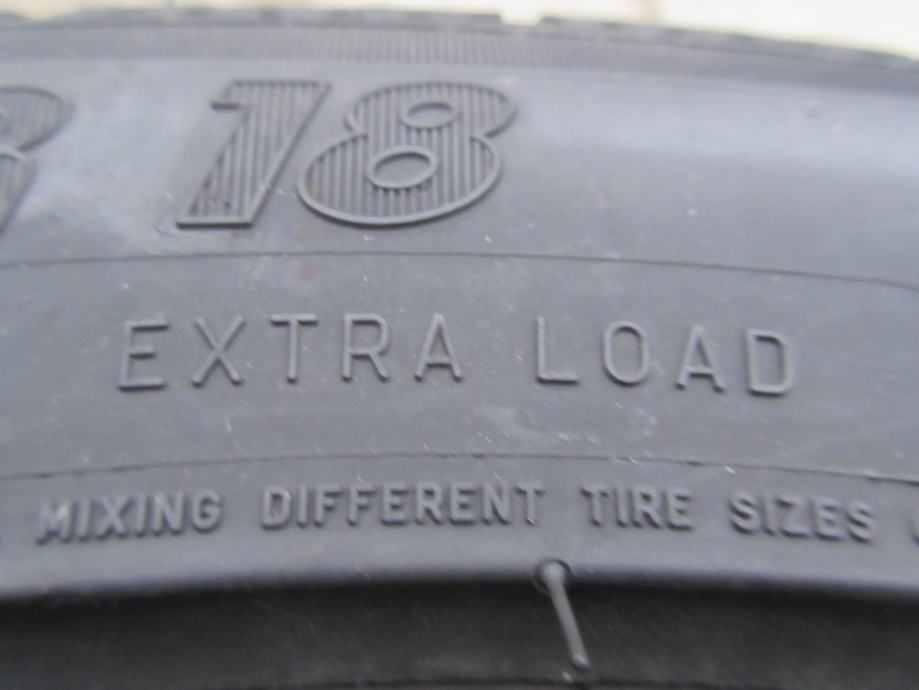 18
EXTRA LOAD
MIXING DIFFERENT TIRE SIZES